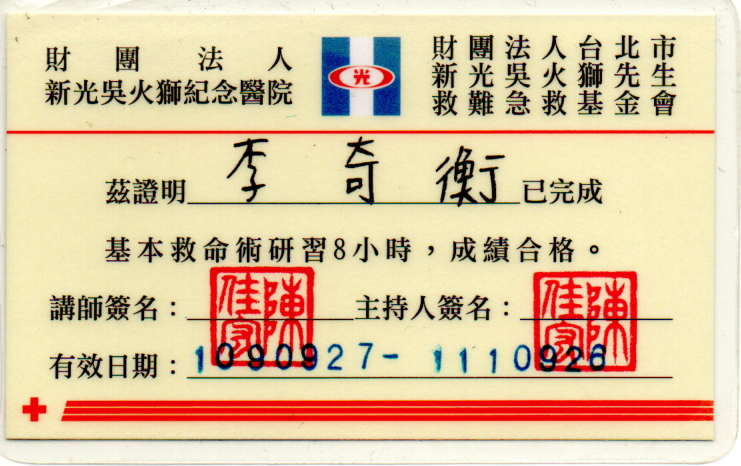 財團法人
新光吳火獅紀念醫院
光
財團法人台北市
新光吳火獅先生
救難急救基金會
茲證明 李奇衡 已完成
基本救命術研習8小時，成績合格。
講師簽名： 陳佳容 主持人簽名： 陳佳容
有效日期：1090927- 1110926